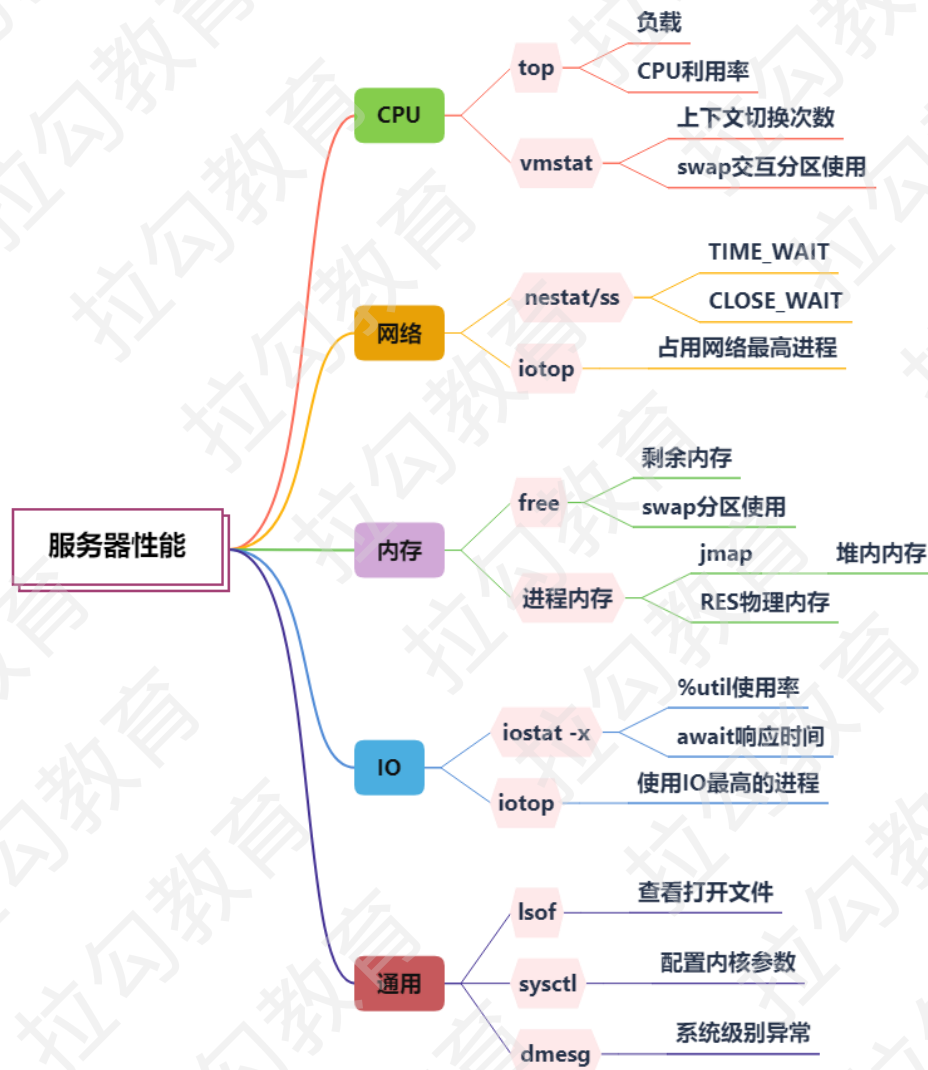 服务器性能
CPU
top
负载
CPU利用率
vmstat
上下文切换次数
swap交互分区使用
网络
nestat/ss
TIME_WAIT
CLOSE_WAIT
iotop
占用网络最高进程
内存
free
剩余内存
swap分区使用
进程内存
jmap
堆内内存
RES物理内存
IO
iostat -x
%util使用率
await响应时间
iotop
使用IO最高的进程
通用
lsof
查看打开文件
sysctl
配置内核参数
dmesg
系统级别异常
拉勾教育